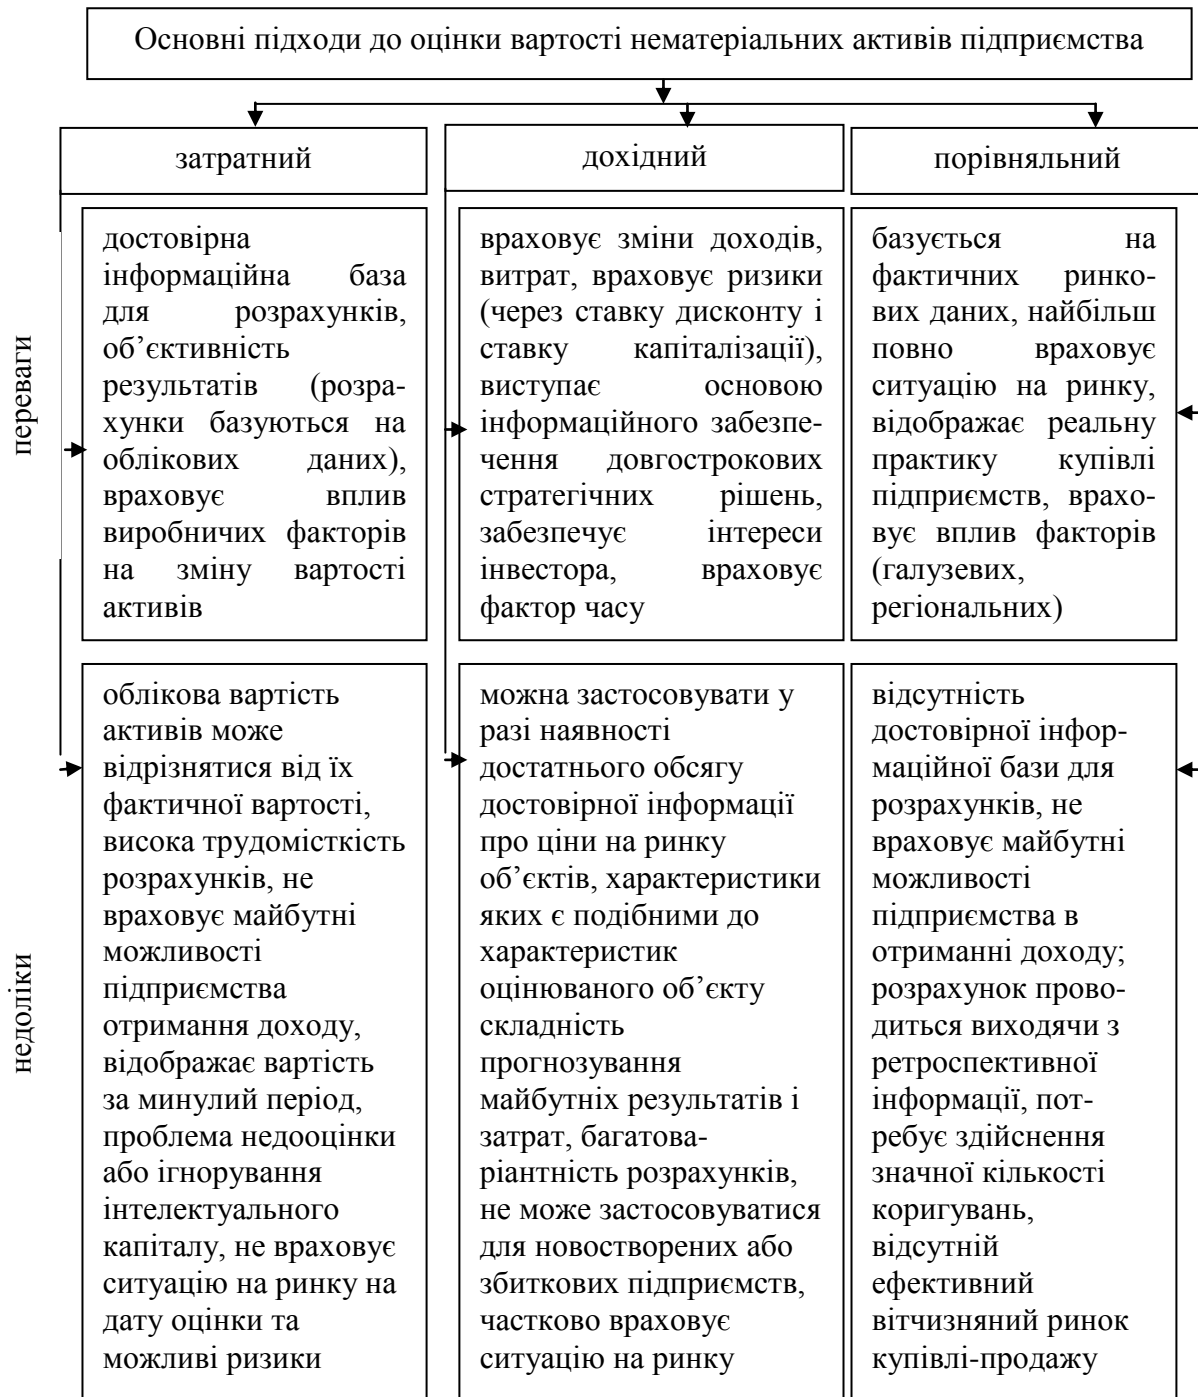 Основні підходи до оцінки вартості нематеріальних активів підприємства
затратний
дохідний
порівняльний
переваги
достовірна
інформаційна база
для розрахунків,
об’єктивність
результатів (розра-
хунки базуються на
облікових даних),
враховує вплив
виробничих факторів
на зміну вартості
активів
враховує зміни доходів,
витрат, враховує ризики
(через ставку дисконту і
ставку капіталізації),
виступає основою
інформаційного забезпе-
чення довгострокових
стратегічних рішень,
забезпечує інтереси
інвестора, враховує
фактор часу
базується на
фактичних ринко-
вих даних, найбільш
повно враховує
ситуацію на ринку,
відображає реальну
практику купівлі
підприємств, врахо-
вує вплив факторів
(галузевих,
регіональних)
недоліки
облікова вартість
активів може
відрізнятися від їх
фактичної вартості,
висока трудомісткість
розрахунків, не
враховує майбутні
можливості
підприємства
отримання доходу,
відображає вартість
за минулий період,
проблема недооцінки
або ігнорування
інтелектуального
капіталу, не враховує
ситуацію на ринку на
дату оцінки та
можливі ризики
можна застосовувати у
разі наявності
достатнього обсягу
достовірної інформації
про ціни на ринку
об’єктів, характеристики
яких є подібними до
характеристик
оцінюваного об’єкту
складність
прогнозування
майбутніх результатів і
затрат, багатова-
ріантність розрахунків,
не може застосовуватися
для новостворених або
збиткових підприємств,
частково враховує
ситуацію на ринку
відсутність
достовірної інфор-
маційної бази для
розрахунків, не
враховує майбутні
можливості
підприємства в
отриманні доходу;
розрахунок прово-
диться виходячи з
ретроспективної
інформації, пот-
ребує здійснення
значної кількості
коригувань,
відсутній
ефективний
вітчизняний ринок
купівлі-продажу